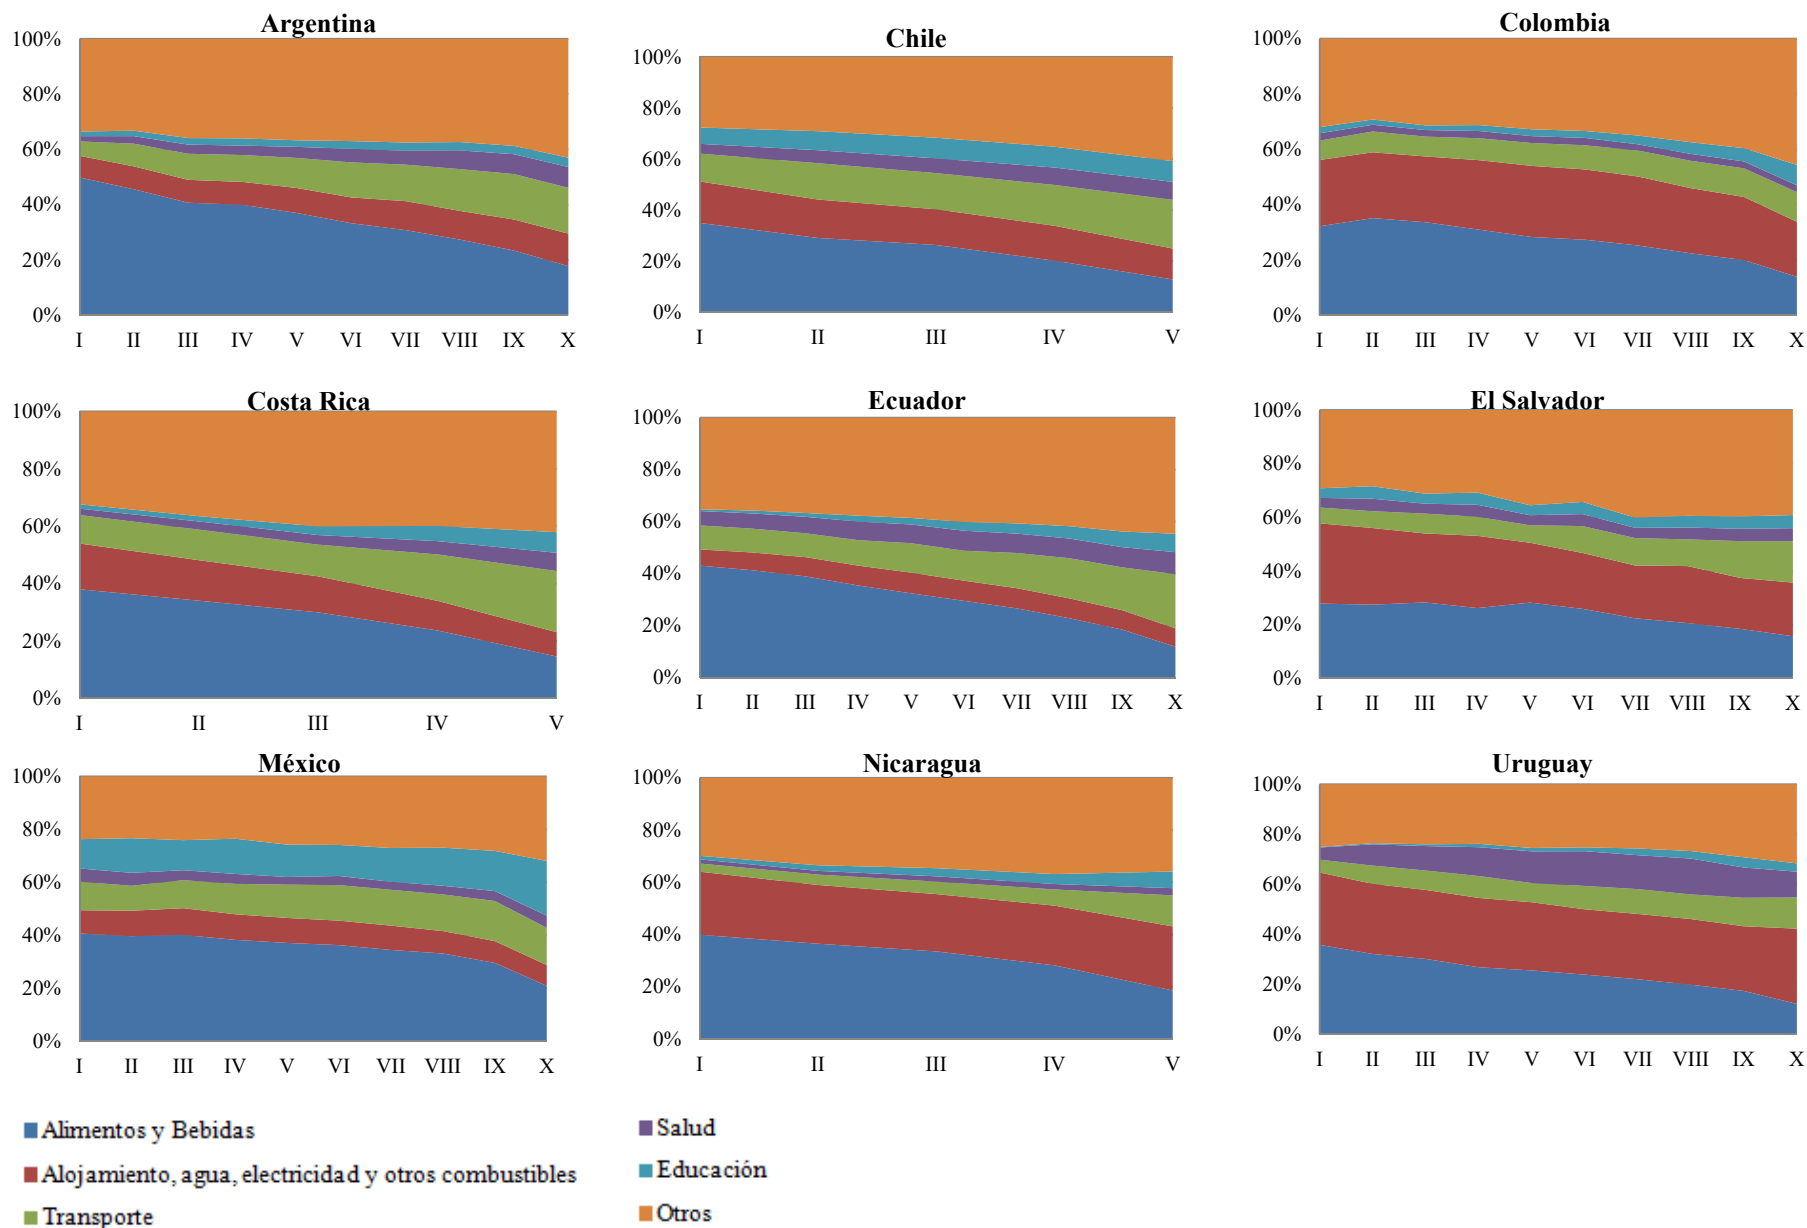 Argentina
100%
80%
60%
40%
20%
0%
I II III IV V VI VII VIII IX X
Chile
100%
80%
60%
40%
20%
0%
I II III IV V
Colombia
100%
80%
60%
40%
20%
0%
I II III IV V VI VII VIII IX X
Costa Rica
100%
80%
60%
40%
20%
0%
I II III IV V
Ecuador
100%
80%
60%
40%
20%
0%
I II III IV V VI VII VIII IX X
El Salvador
100%
80%
60%
40%
20%
0%
I II III IV V VI VII VIII IX X
México
100%
80%
60%
40%
20%
0%
I II III IV V VI VII VIII IX X
Nicaragua
100%
80%
60%
40%
20%
0%
I II III IV V
Uruguay
100%
80%
60%
40%
20%
0%
I II III IV V VI VII VIII IX X
Alimentos y Bebidas
Alojamiento, agua, electricidad y otros combustibles
Transporte
Salud
Educación
Otros